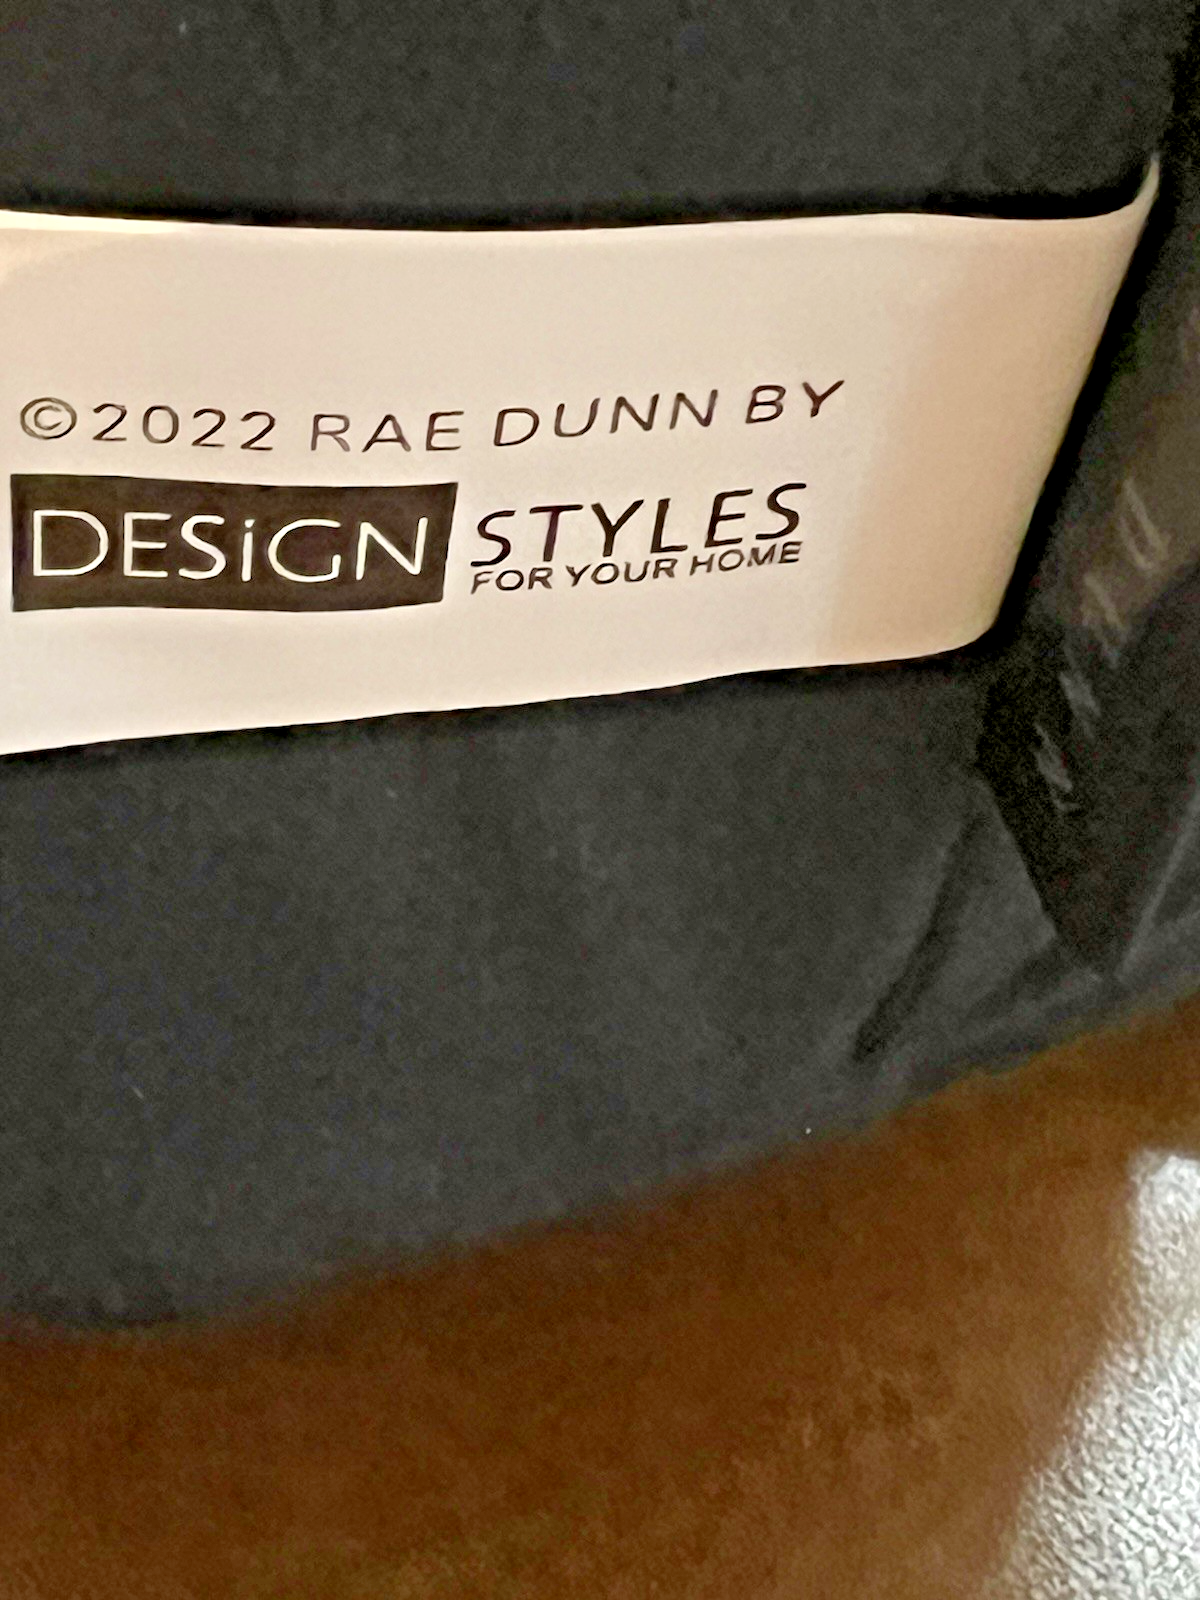 ©2022 RAE DUNN BY
DESiGN STYLES
FOR YOUR HOME